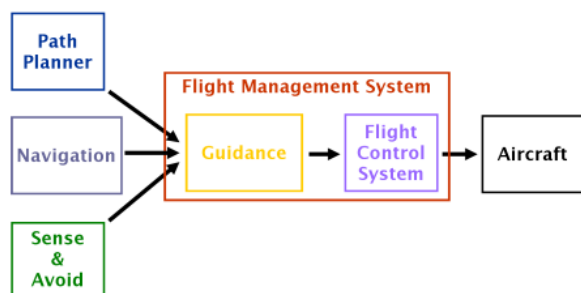 Path
Planner
Flight Management System
Navigation
Guidance
Flight
Control
System
Aircraft
Sense
&
Avoid